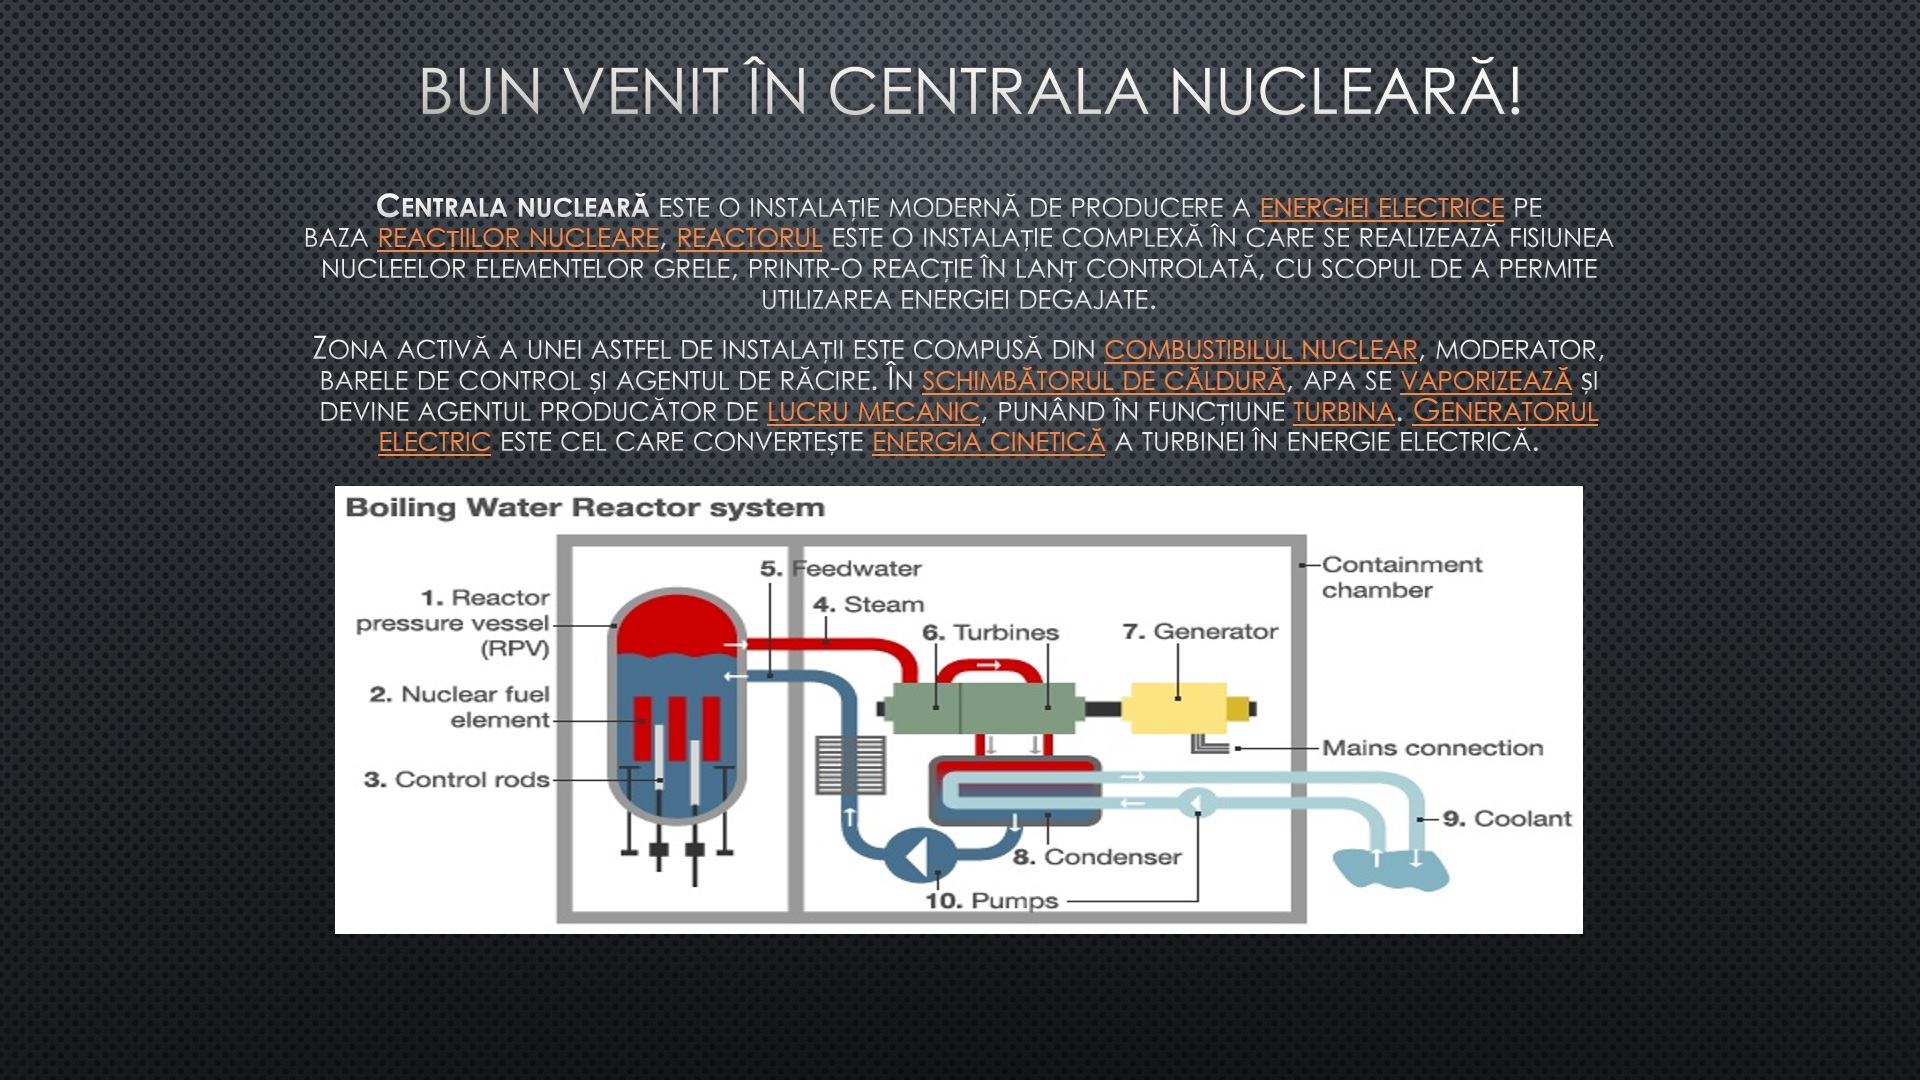 BUN VENIT ÎN CENTRALA NUCLEARĂ!
CENTRALA NUCLEARĂ ESTE O INSTALAȚIE MODERNĂ DE PRODUCERE A ENERGIEI ELECTRICE PE
BAZA REACȚIILOR NUCLEARE, REACTORUL ESTE O INSTALAȚIE COMPLEXĂ ÎN CARE SE REALIZEAZĂ FISIUNEA
NUCLEELOR ELEMENTELOR GRELE, PRINTR-O REACȚIE ÎN LANȚ CONTROLATĂ, CU SCOPUL DE A PERMITE
UTILIZAREA ENERGIEI DEGAJATE.
ZONA ACTIVĂ A UNEI ASTFEL DE INSTALAȚII ESTE COMPUSĂ DIN COMBUSTIBILUL NUCLEAR, MODERATOR,
BARELE DE CONTROL ȘI AGENTUL DE RĂCIRE. ÎN SCHIMBĂTORUL DE CĂLDURĂ, APA SE VAPORIZEAZĂ ȘI
DEVINE AGENTUL PRODUCĂTOR DE LUCRU MECANIC, PUNÂND ÎN FUNCȚIUNE TURBINA. GENERATORUL
ELECTRIC ESTE CEL CARE CONVERTEȘTE ENERGIA CINETICĂ A TURBINEI ÎN ENERGIE ELECTRICĂ.
Boiling Water Reactor system
1. Reactor
pressure vessel
(RPV)
2. Nuclear fuel
element
3. Control rods
5. Feedwater
4. Steam
6. Turbines
7. Generator
Containment
chamber
Mains connection
9. Coolant
8. Condenser
10. Pumps